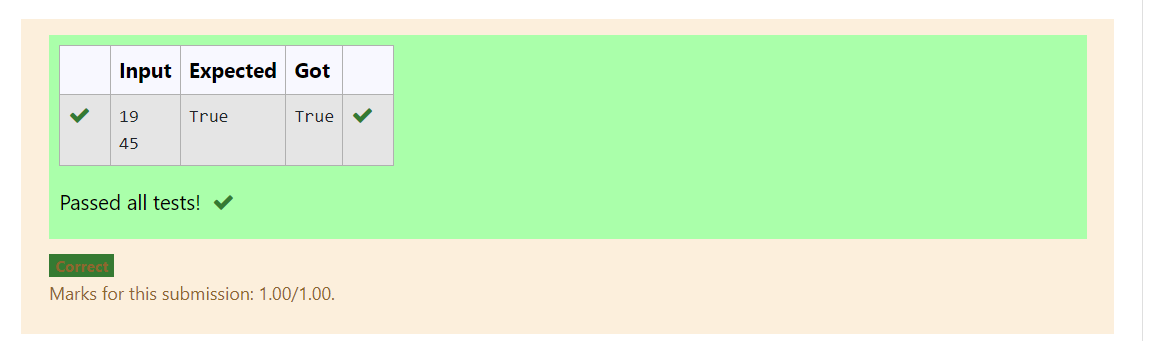 Input Expected Got
19 True True
45
Passed all tests!
Correct
Marks for this submission: 1.00/1.00.